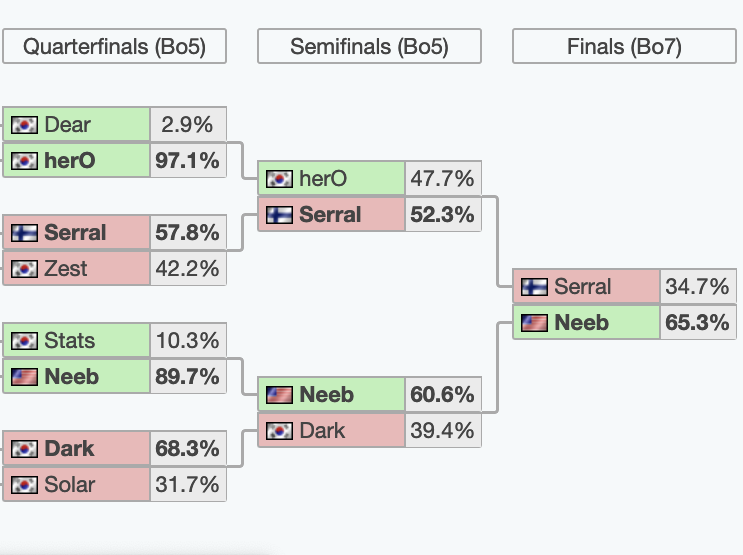 Quarterfinals (Bo5)
Semifinals (Bo5)
Finals (Bo7)
Dear 2.9%
herO 97.1%
Serral 57.8%
Zest 42.2%
Stats 10.3%
Neeb 89.7%
Dark 68.3%
Solar 31.7%
herO 47.7%
Serral 52.3%
Neeb 60.6%
Dark 39.4%
Serral 34.7%
Neeb 65.3%